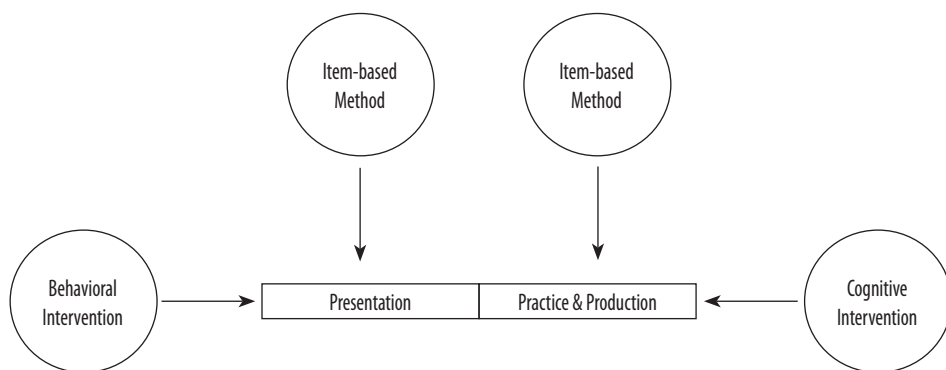 Item-based
Method
Item-based
Method
Behavioral
Intervention
Presentation
Practice & Production
Cognitive
Intervention